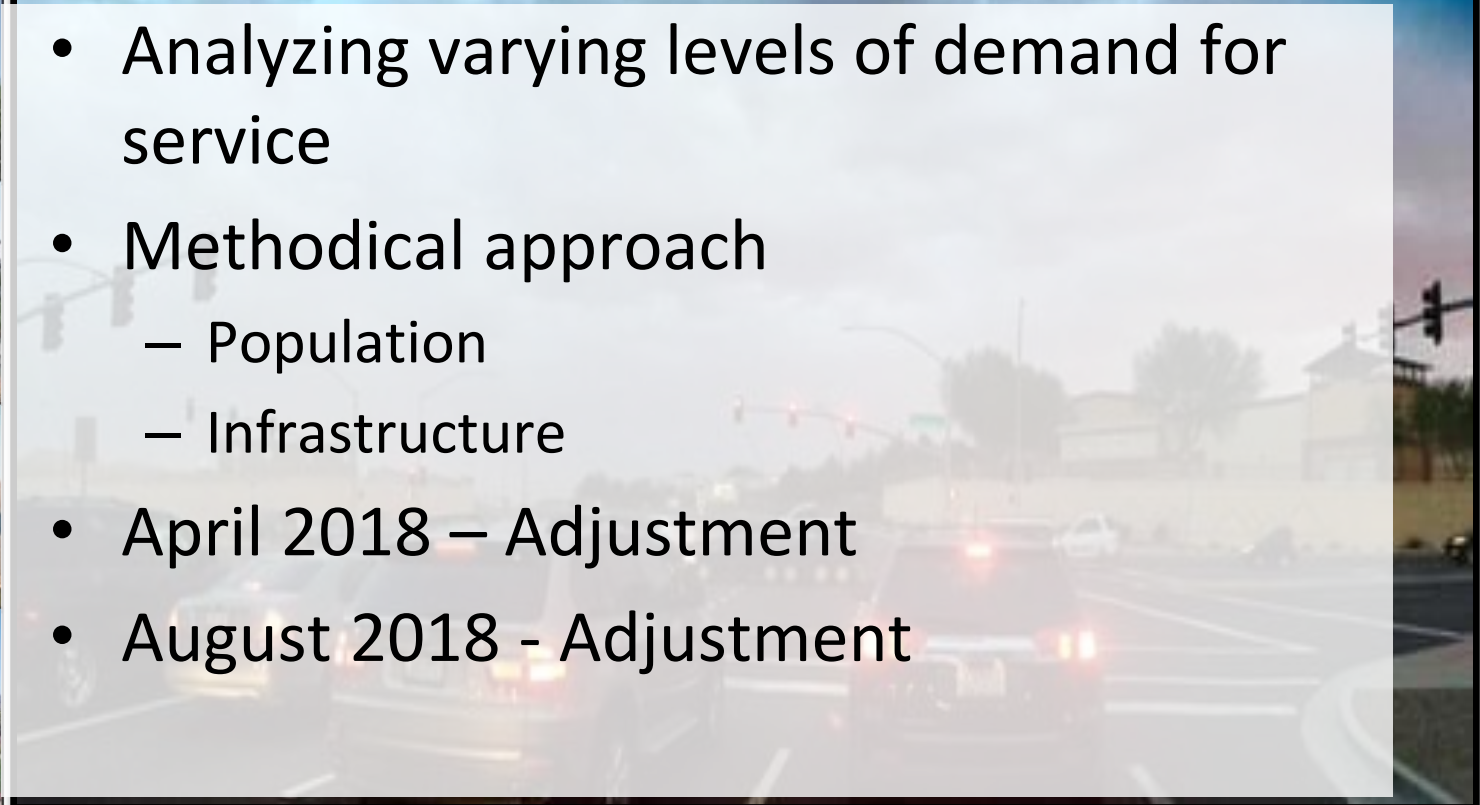 • Analyzing varying levels of demand for
service
• Methodical approach
– Population
– Infrastructure
• April 2018 – Adjustment
• August 2018 - Adjustment